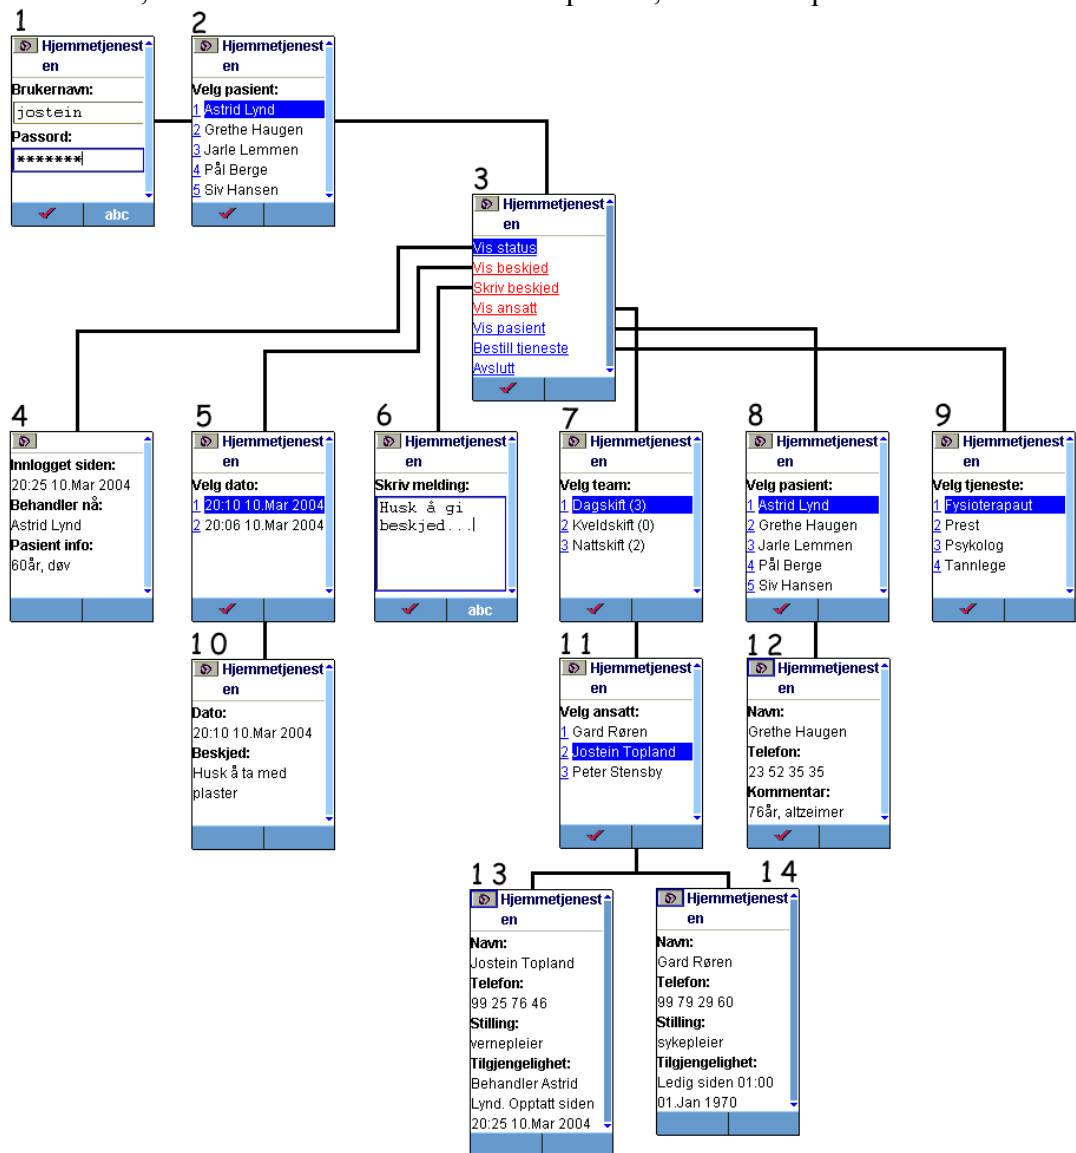 1
Hjemmetjenest
en
Brukernavn:
jostein
Passord:
*******
abc
2
Hjemmetjenest
en
Velg pasient:
1 Astrid Lynd
2 Grethe Haugen
3 Jarle Lemmen
4 Pål Berge
5 Siv Hansen
3
Hjemmetjenest
en
Vis status
Vis beskjed
Skriv beskjed
Vis ansatt
Vis pasient
Bestill tjeneste
Avslutt
4
Innlogget siden:
20:25 10.Mar 2004
Behandler nå:
Astrid Lynd
Pasient info:
60år, døv
5
Hjemmetjenest
en
Velg dato:
1 20:10 10.Mar 2004
2 20:06 10.Mar 2004
6
Hjemmetjenest
en
Skriv melding:
Husk å gi
beskjed...
abc
7
Hjemmetjenest
en
Velg team:
1 Dagskift (3)
2 Kveldskift (0)
3 Nattskift (2)
8
Hjemmetjenest
en
Velg pasient:
1 Astrid Lynd
2 Grethe Haugen
3 Jarle Lemmen
4 Pål Berge
5 Siv Hansen
9
Hjemmetjenest
en
Velg tjeneste:
1 Fysioterapaut
2 Prest
3 Psykolog
4 Tannlege
10
Hjemmetjenest
en
Dato:
20:10 10.Mar 2004
Beskjed:
Husk å ta med
plaster
11
Hjemmetjenest
en
Velg ansatt:
1 Gard Røren
2 Jostein Topland
3 Peter Stensby
12
Hjemmetjenest
en
Navn:
Grethe Haugen
Telefon:
23 52 35 35
Kommentar:
76år, altzeimer
13
Hjemmetjenest
en
Navn:
Jostein Topland
Telefon:
99 25 76 46
Stilling:
vernepleier
Tilgjengelighet:
Behandler Astrid
Lynd. Opptatt siden
20:25 10.Mar 2004
14
Hjemmetjenest
en
Navn:
Gard Røren
Telefon:
99 79 29 60
Stilling:
sykepleier
Tilgjengelighet:
Ledig siden 01:00
01.Jan 1970